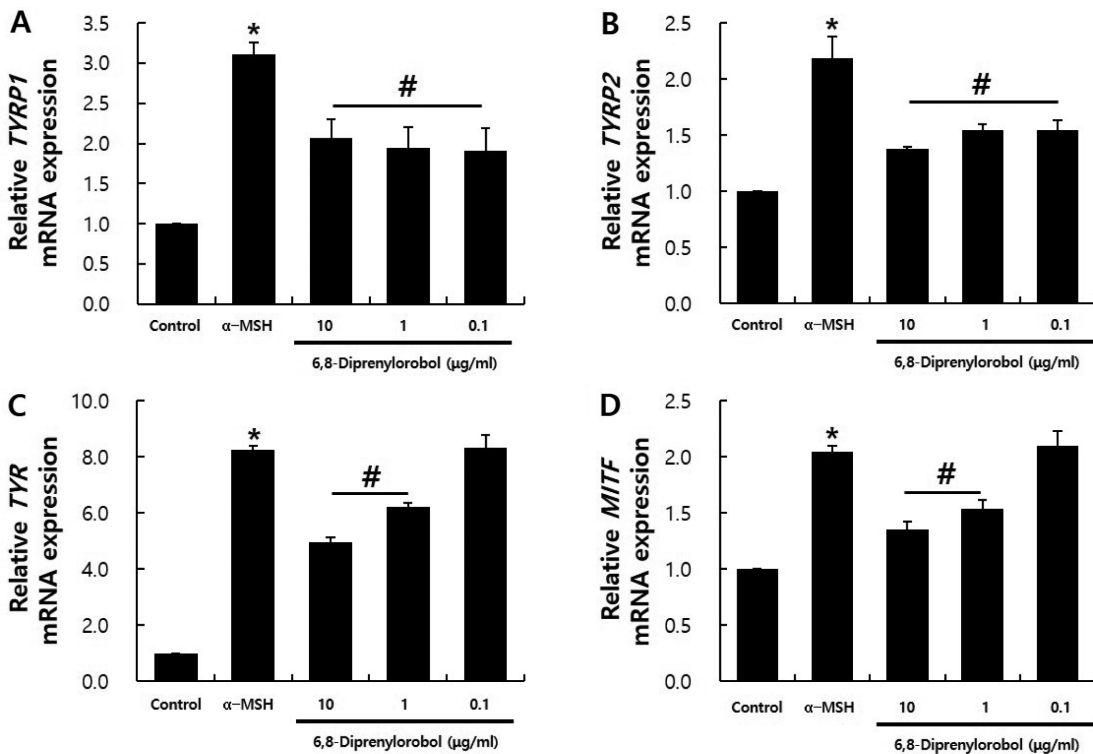 A
Relative TYRP1
mRNA expression
3.5
3.0
2.5
2.0
1.5
1.0
0.5
0.0
*
#
Control α−MSH 10 1 0.1
6,8-Diprenylorobol (μg/ml)
B
Relative TYRP2
mRNA expression
2.5
2.0
1.5
1.0
0.5
0.0
*
#
Control α−MSH 10 1 0.1
6,8-Diprenylorobol (μg/ml)
C
Relative TYR
mRNA expression
10.0
8.0
6.0
4.0
2.0
0.0
*
#
Control α−MSH 10 1 0.1
6,8-Diprenylorobol (μg/ml)
D
Relative MITF
mRNA expression
2.5
2.0
1.5
1.0
0.5
0.0
*
#
Control α−MSH 10 1 0.1
6,8-Diprenylorobol (μg/ml)